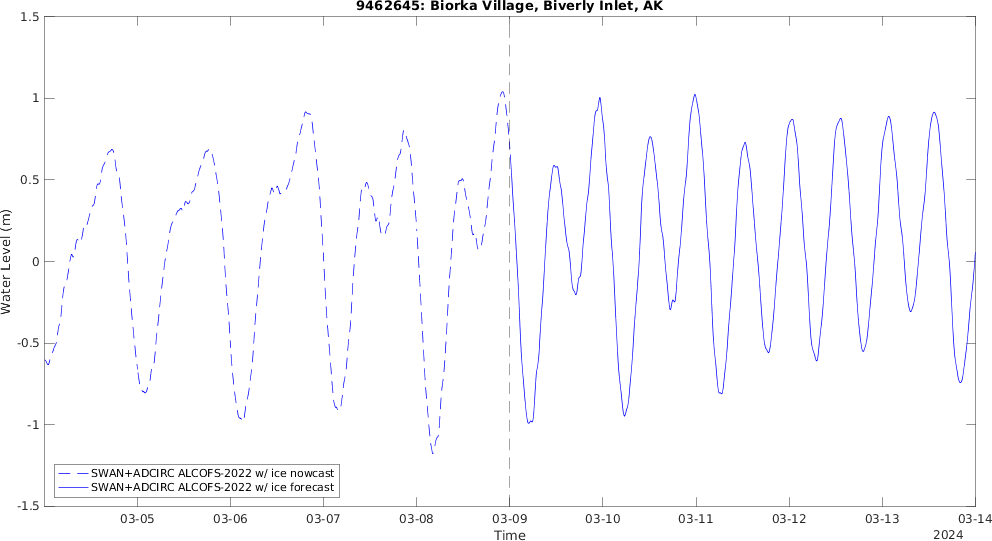 9462645: Biorka Village, Biverly Inlet, AK
1.5
1
0.5
0
-0.5
-1
-1.5
Water Level (m)
SWAN+ADCIRC ALCOFS-2022 w/ ice nowcast
SWAN+ADCIRC ALCOFS-2022 w/ ice forecast
03-05 03-06 03-07 03-08 03-09 03-10 03-11 03-12 03-13 03-14
Time
2024